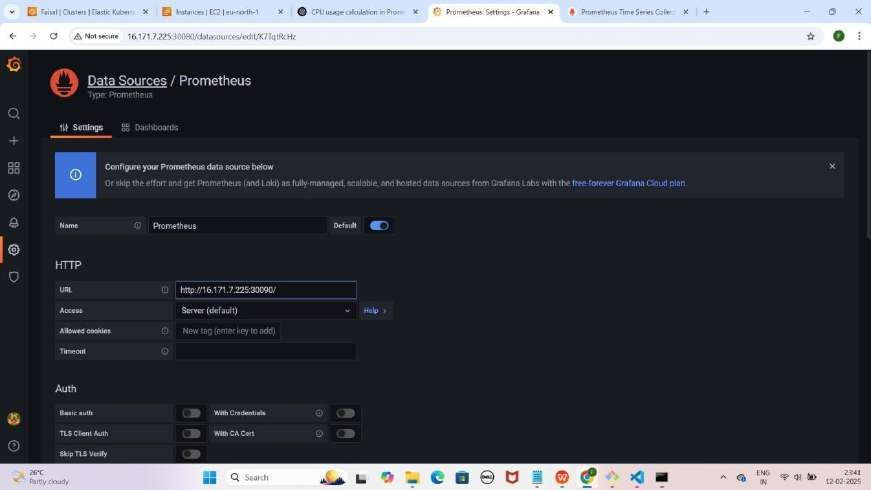 Faisal | Clusters | Elastic Kubern
Instances | EC2 | eu-north-1
CPU usage calculation in Prom
Prometheus: Settings - Grafana
Prometheus Time Series Collec
Not secure
16.171.7.225:30080/datasources/edit/K7TqtRcHz
Data Sources / Prometheus
Type: Prometheus
Settings
Dashboards
Configure your Prometheus data source below
Or skip the effort and get Prometheus (and Loki) as fully-managed, scalable, and hosted data sources from Grafana Labs with the free-forever Grafana Cloud plan.
Name
Prometheus
Default
HTTP
URL
http://16.171.7.225:30090/
Access
Server (default)
Help >
Allowed cookies
New tag (enter key to add)
Timeout
Auth
Basic auth
With Credentials
TLS Client Auth
With CA Cert
Skip TLS Verify
26°C
Partly cloudy
Search
ENG
IN
23:41
12-02-2025